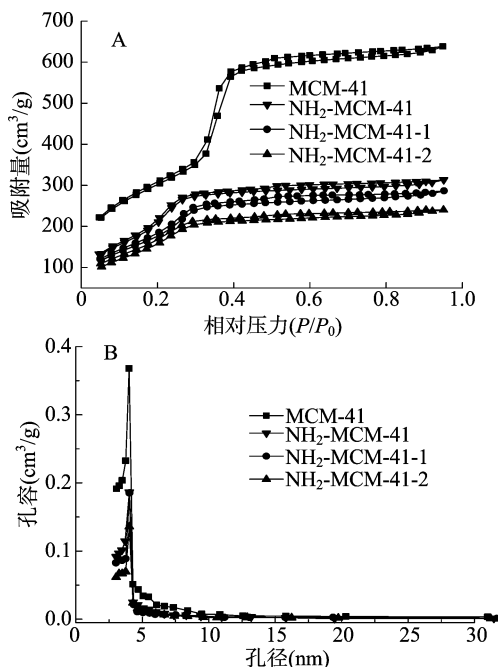 A
700
600
500
400
300
200
100
吸附量(cm³/g)
MCM-41
NH₂-MCM-41
NH₂-MCM-41-1
NH₂-MCM-41-2
0 0.2 0.4 0.6 0.8 1.0
相对压力(P/P₀)
B
0.4
0.3
0.2
0.1
0.0
孔容(cm³/g)
MCM-41
NH₂-MCM-41
NH₂-MCM-41-1
NH₂-MCM-41-2
0 5 10 15 20 25 30
孔径(nm)